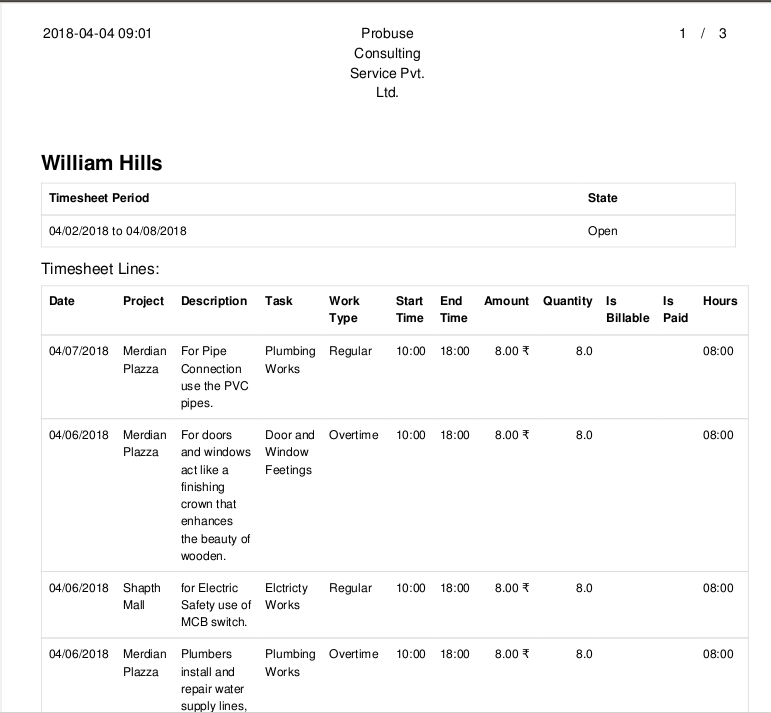 2018-04-04 09:01 Probuse 1 / 3
Consulting
Service Pvt.
Ltd.
William Hills
Timesheet Period State
04/02/2018 to 04/08/2018 Open
Timesheet Lines:
Date Project Description Task Work Start End Amount Quantity Is Is Hours
Type Time Time Billable Paid
04/07/2018 Merdian For Pipe Plumbing Regular 10:00 18:00 8.00 ₹ 8.0 08:00
Plazza Connection Works
use the PVC
pipes.
04/06/2018 Merdian For doors Door and Overtime 10:00 18:00 8.00 ₹ 8.0 08:00
Plazza and windows Window
act like a Feetings
finishing
crown that
enhances
the beauty of
wooden.
04/06/2018 Shapth for Electric Elctricty Regular 10:00 18:00 8.00 ₹ 8.0 08:00
Mall Safety use of Works
MCB switch.
04/06/2018 Merdian Plumbers Plumbing Overtime 10:00 18:00 8.00 ₹ 8.0 08:00
Plazza install and Works
repair water
supply lines,